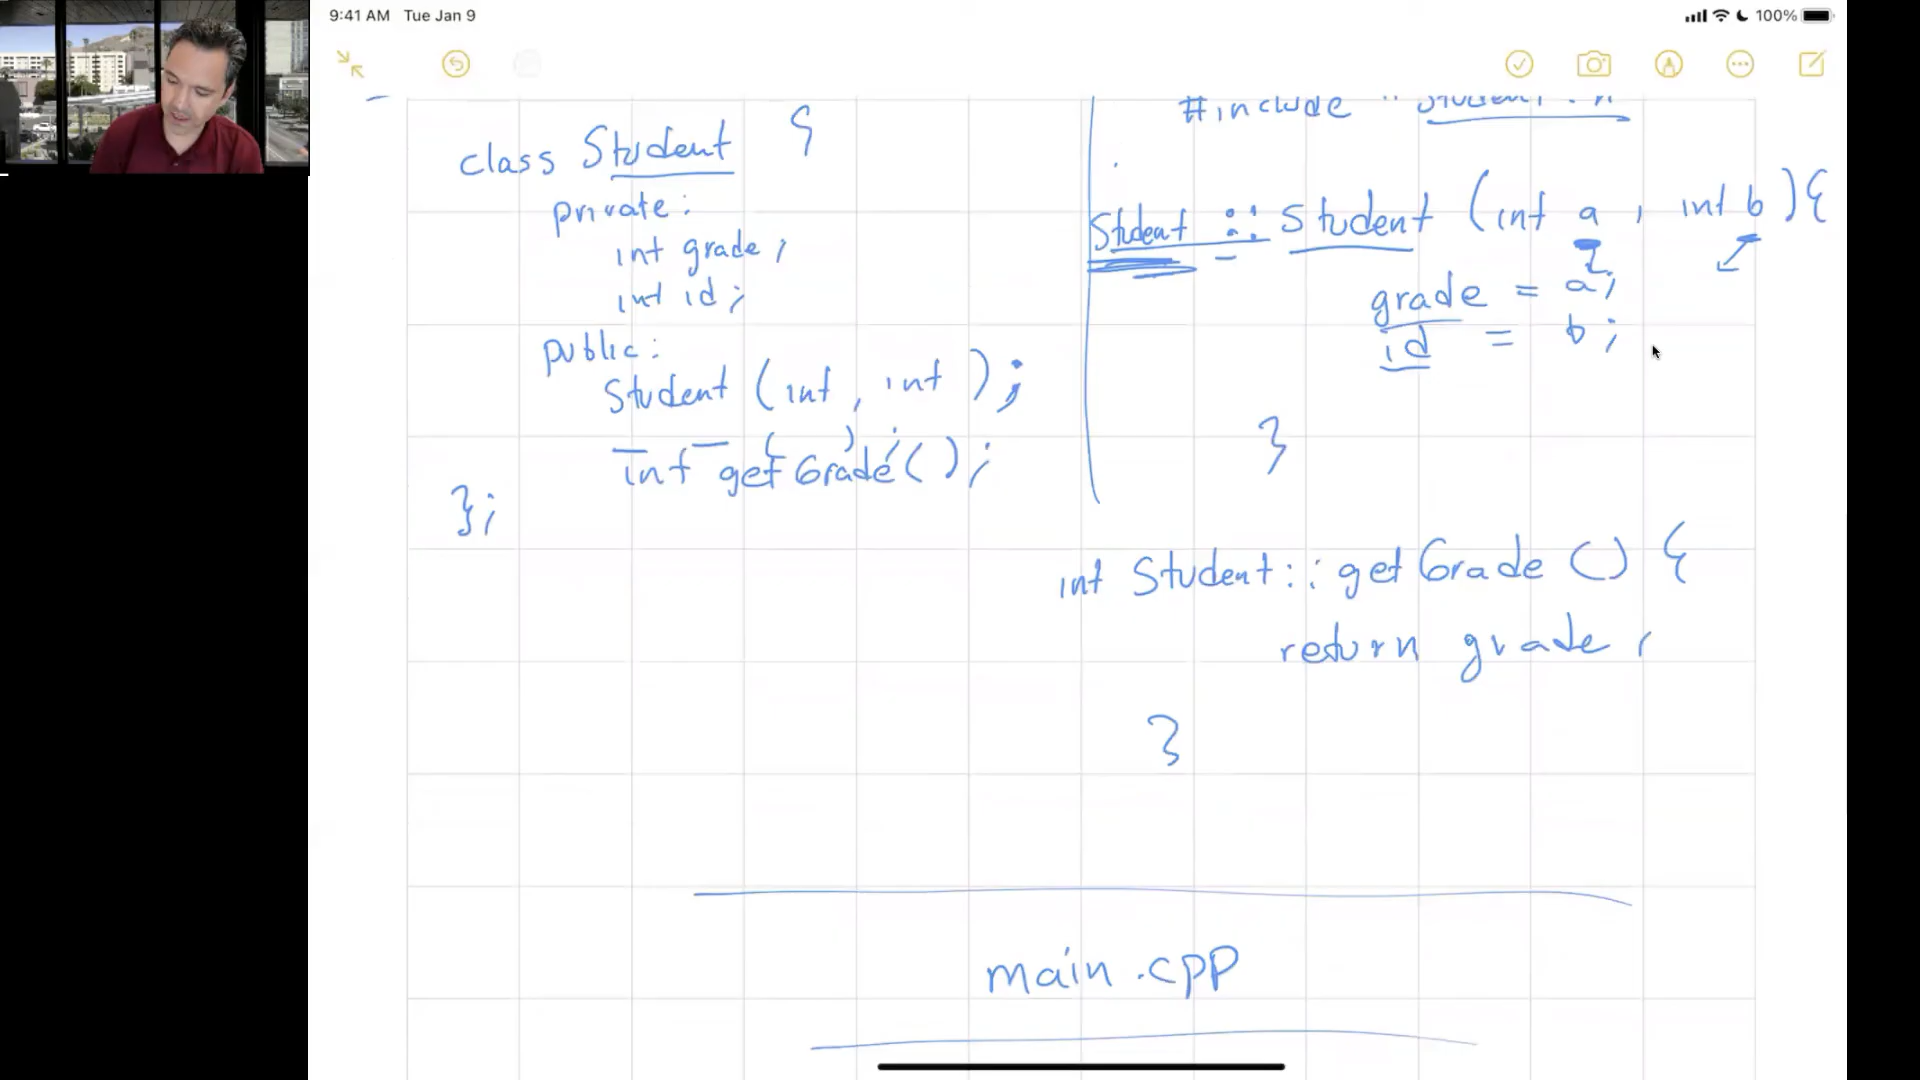 9:41 AM Tue Jan 9
100%
class Student {
private:
int grade;
int id;
public:
Student (int, int);
int getGrade();
};
#include "Student.h
Student :: Student (int a, int b){
grade = a;
id = b;
}
int Student:: getGrade () {
return grade;
}
main.cpp